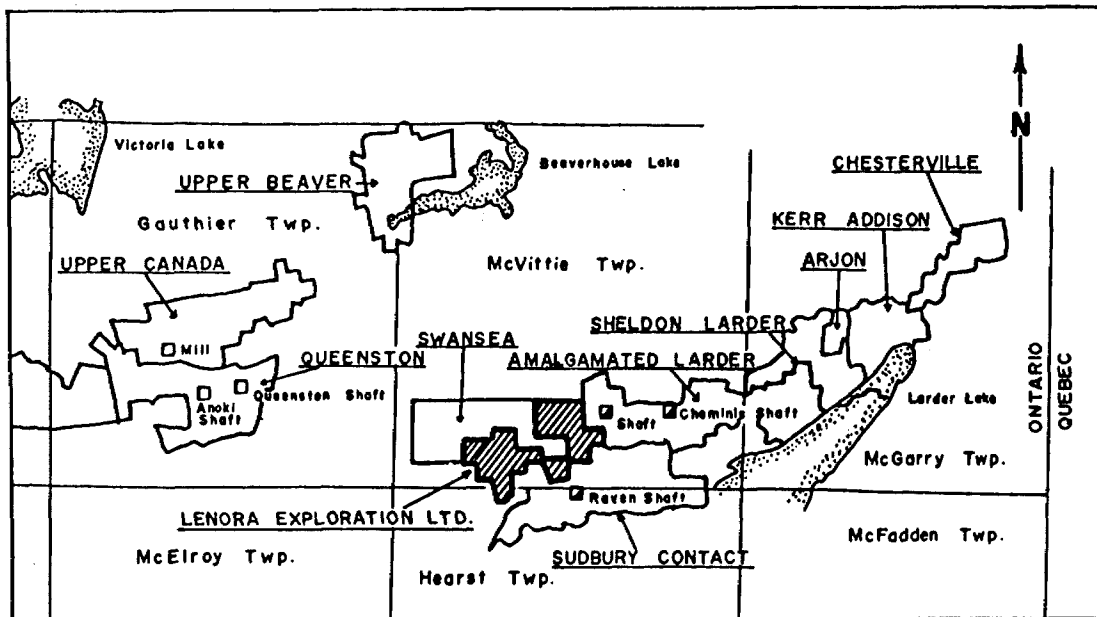 N
Victoria Lake
Beaverhouse Lake
UPPER BEAVER
CHESTERVILLE
Gauthier Twp.
KERR ADDISON
UPPER CANADA
McVittie Twp.
ARJON
SHELDON LARDER
SWANSEA
AMALGAMATED LARDER
Mill
QUEENSTON
ONTARIO
QUEBEC
Queenston Shaft
Anoki
Shaft
Shaft
Cheminis Shaft
Larder Lake
McGarry Twp.
Raven Shaft
LENORA EXPLORATION LTD.
McElroy Twp.
SUDBURY CONTACT
McFadden Twp.
Hearst Twp.